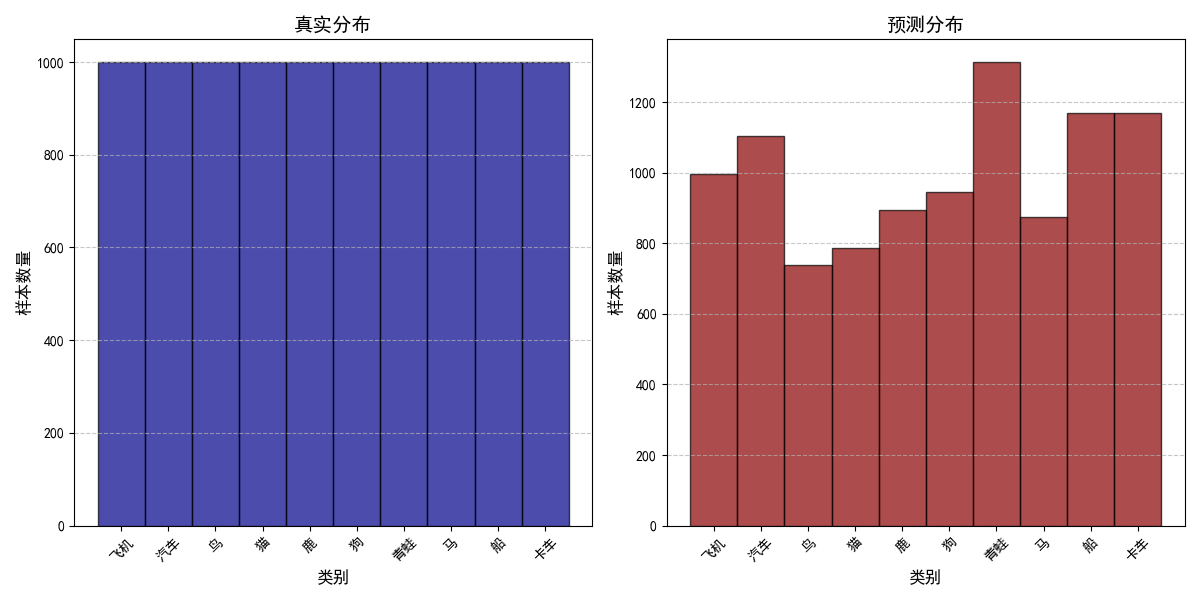 真实分布
样本数量
1000
800
600
400
200
0
飞机 汽车 鸟 猫 鹿 狗 青蛙 马 船 卡车
类别
预测分布
样本数量
1200
1000
800
600
400
200
0
飞机 汽车 鸟 猫 鹿 狗 青蛙 马 船 卡车
类别